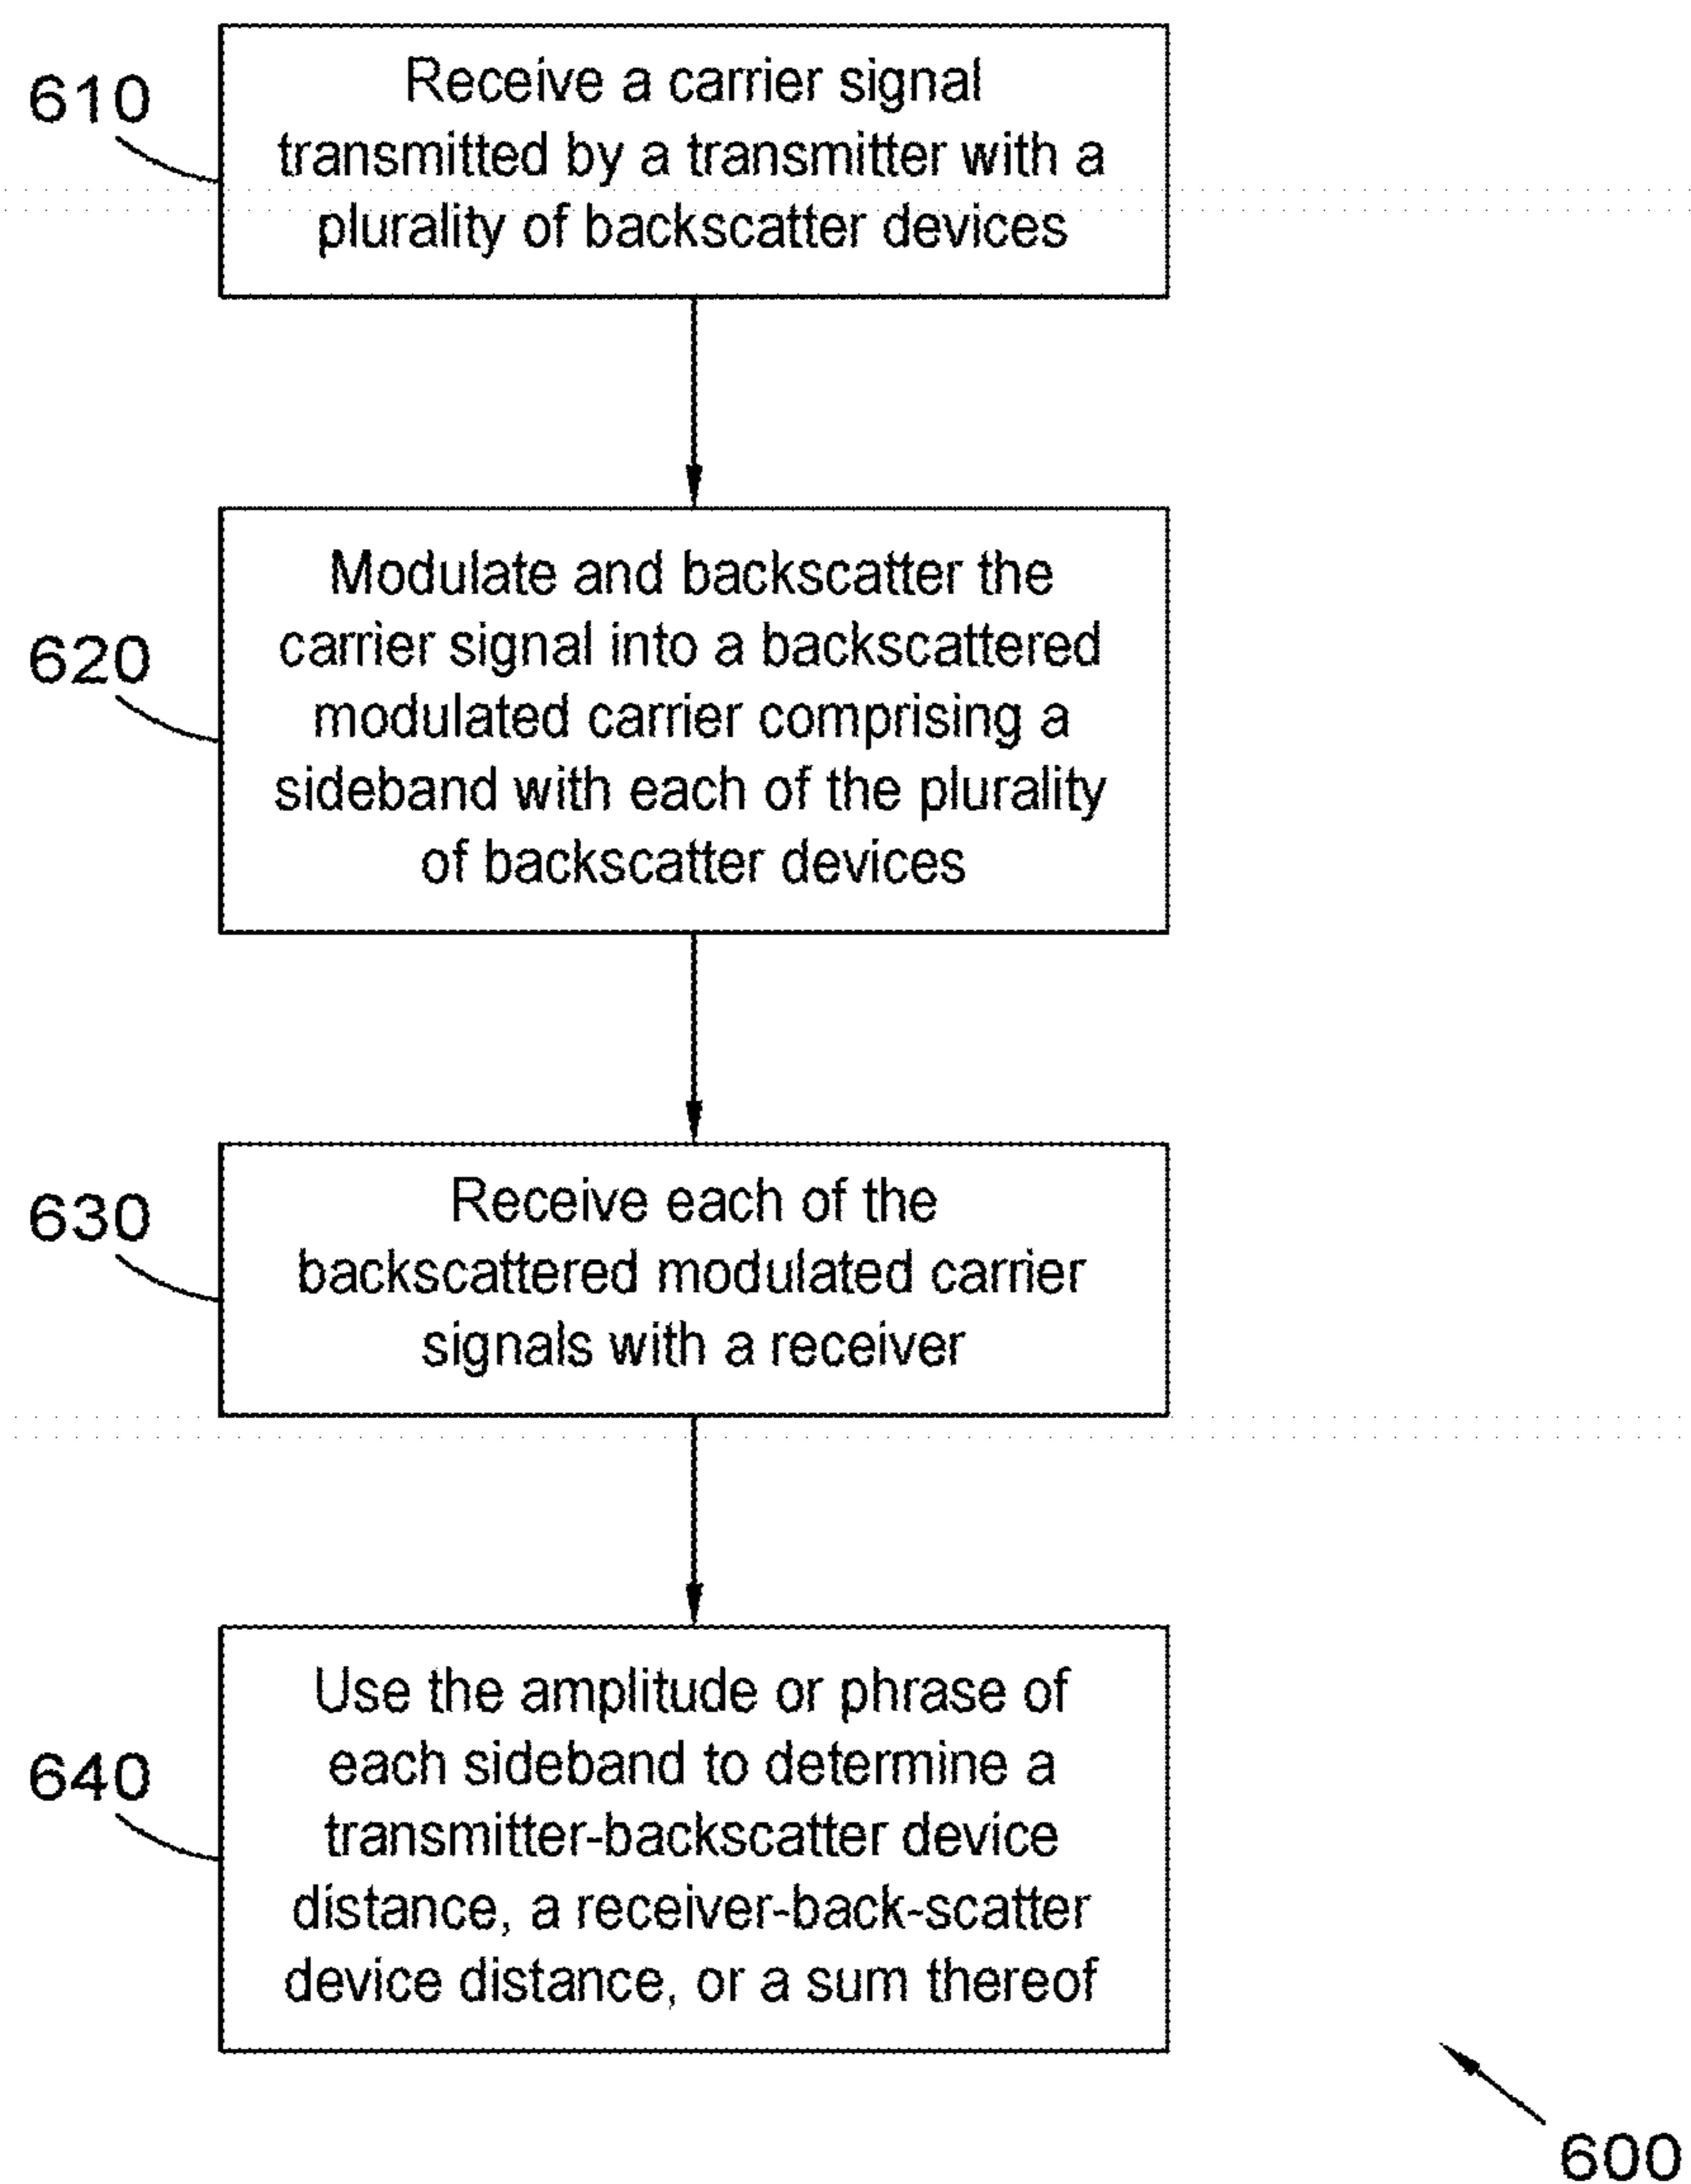 610
Receive a carrier signal
transmitted by a transmitter with a
plurality of backscatter devices
620
Modulate and backscatter the
carrier signal into a backscattered
modulated carrier comprising a
sideband with each of the plurality
of backscatter devices
630
Receive each of the
backscattered modulated carrier
signals with a receiver
640
Use the amplitude or phrase of
each sideband to determine a
transmitter-backscatter device
distance, a receiver-back-scatter
device distance, or a sum thereof
600